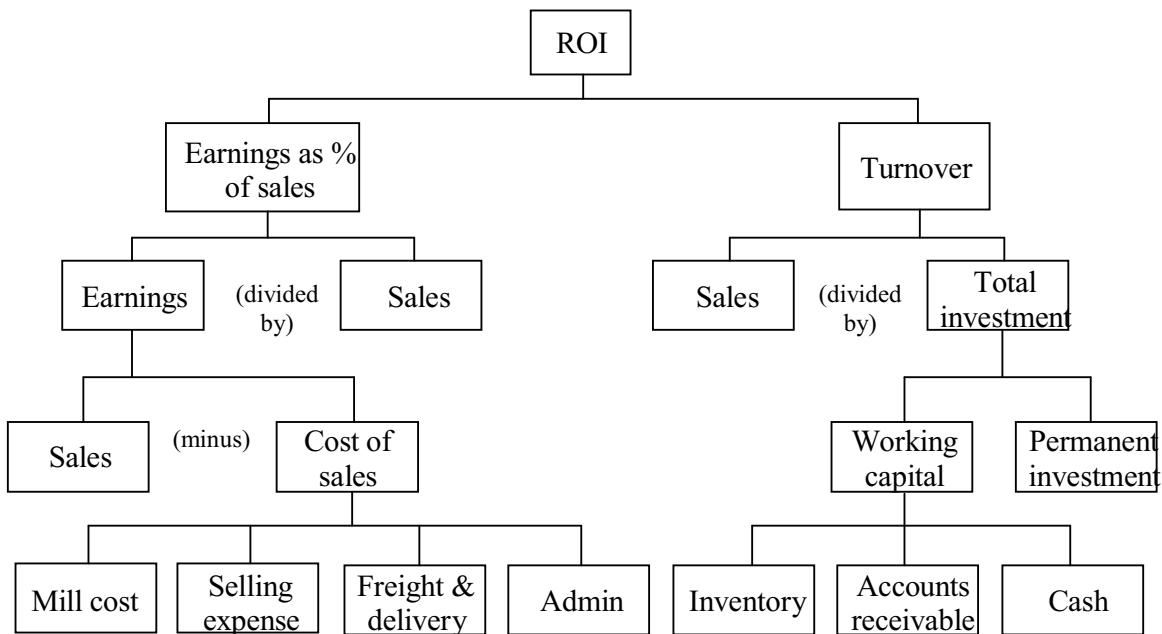 ROI
Earnings as %
of sales
Turnover
Earnings
(divided
by)
Sales
Sales
(divided
by)
Total
investment
Sales
(minus)
Cost of
sales
Working
capital
Permanent
investment
Mill cost
Selling
expense
Freight &
delivery
Admin
Inventory
Accounts
receivable
Cash